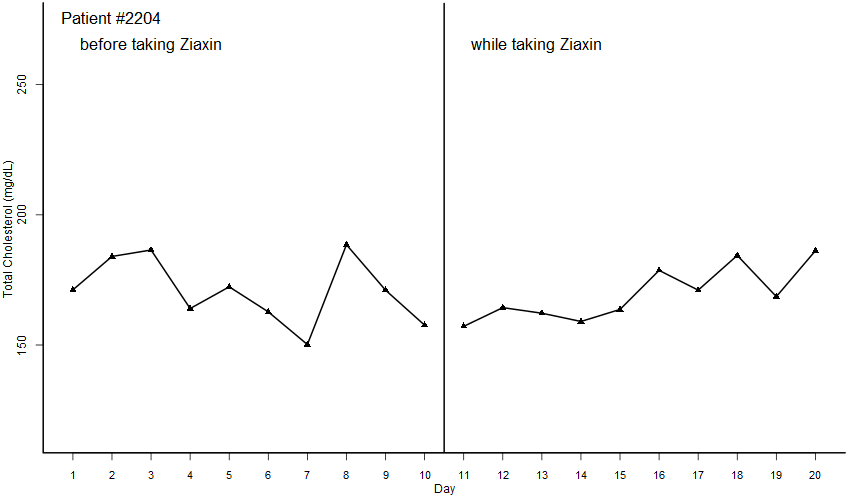 Patient #2204
before taking Ziaxin
while taking Ziaxin
Total Cholesterol (mg/dL)
250
200
150
1 2 3 4 5 6 7 8 9 10 11 12 13 14 15 16 17 18 19 20
Day